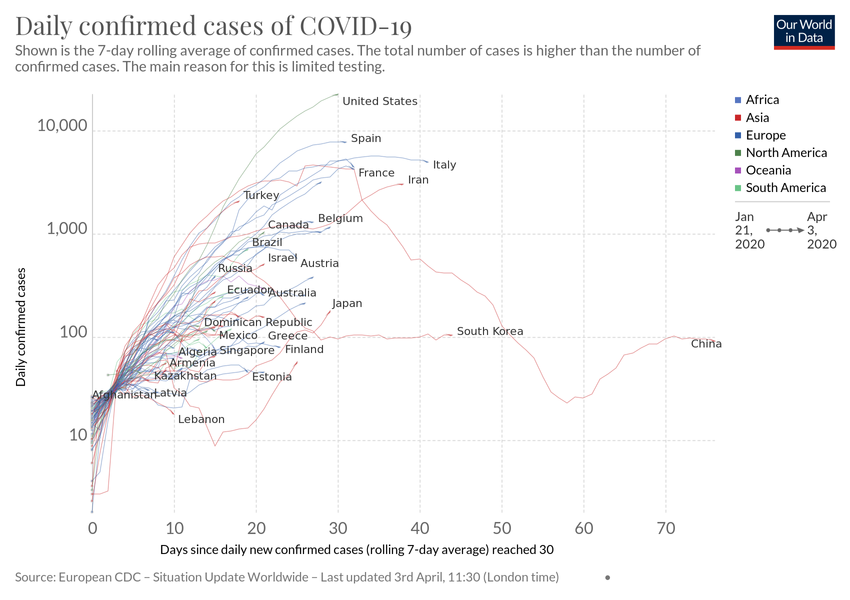 Daily confirmed cases of COVID-19
Shown is the 7-day rolling average of confirmed cases. The total number of cases is higher than the number of
confirmed cases. The main reason for this is limited testing.
Our World
in Data
Africa
Asia
Europe
North America
Oceania
South America
Jan
21,
2020
Apr
3,
2020
Daily confirmed cases
10,000
1,000
100
10
United States
Spain
Italy
France
Iran
Turkey
Belgium
Canada
Brazil
Israel
Austria
Russia
Ecuador
Australia
Japan
Dominican Republic
South Korea
Mexico
Greece
China
Algeria
Singapore
Finland
Armenia
Kazakhstan
Estonia
Afghanistan
Latvia
Lebanon
0
10
20
30
40
50
60
70
Days since daily new confirmed cases (rolling 7-day average) reached 30
Source: European CDC – Situation Update Worldwide – Last updated 3rd April, 11:30 (London time)